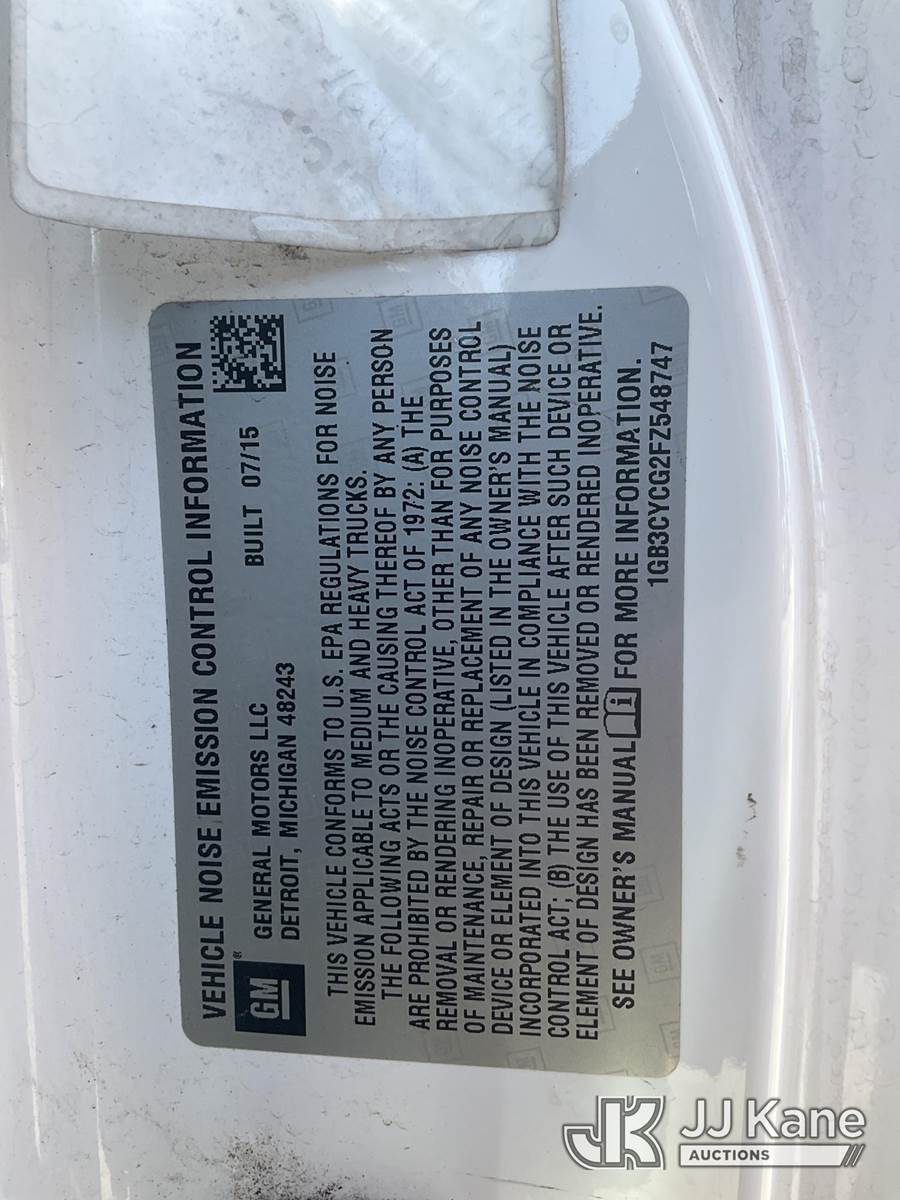 VEHICLE NOISE EMISSION CONTROL INFORMATION
GM®
GENERAL MOTORS LLC
DETROIT, MICHIGAN 48243
BUILT 07/15
THIS VEHICLE CONFORMS TO U.S. EPA REGULATIONS FOR NOISE
EMISSION APPLICABLE TO MEDIUM AND HEAVY TRUCKS.
THE FOLLOWING ACTS OR THE CAUSING THEREOF BY ANY PERSON
ARE PROHIBITED BY THE NOISE CONTROL ACT OF 1972: (A) THE
REMOVAL OR RENDERING INOPERATIVE, OTHER THAN FOR PURPOSES
OF MAINTENANCE, REPAIR OR REPLACEMENT OF ANY NOISE CONTROL
DEVICE OR ELEMENT OF DESIGN (LISTED IN THE OWNER'S MANUAL)
INCORPORATED INTO THIS VEHICLE IN COMPLIANCE WITH THE NOISE
CONTROL ACT; (B) THE USE OF THIS VEHICLE AFTER SUCH DEVICE OR
ELEMENT OF DESIGN HAS BEEN REMOVED OR RENDERED INOPERATIVE.
SEE OWNER'S MANUAL FOR MORE INFORMATION.
1GB3CYCG2FZ548747
JK JJ Kane
AUCTIONS